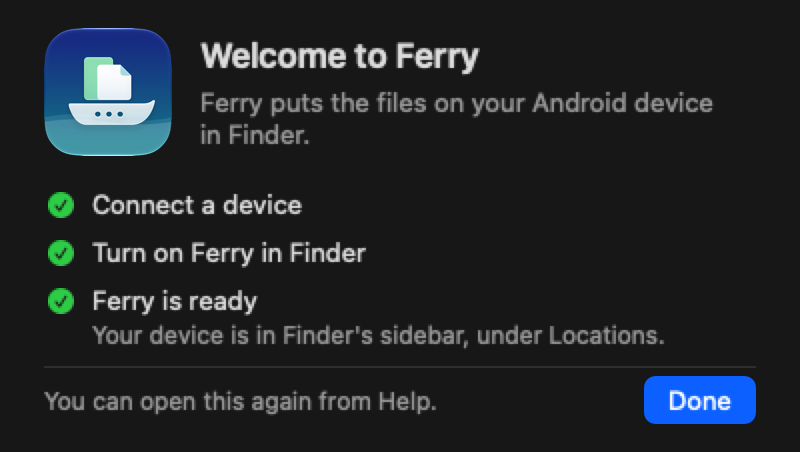 Welcome to Ferry
Ferry puts the files on your Android device
in Finder.
Connect a device
Turn on Ferry in Finder
Ferry is ready
Your device is in Finder's sidebar, under Locations.
You can open this again from Help.
Done